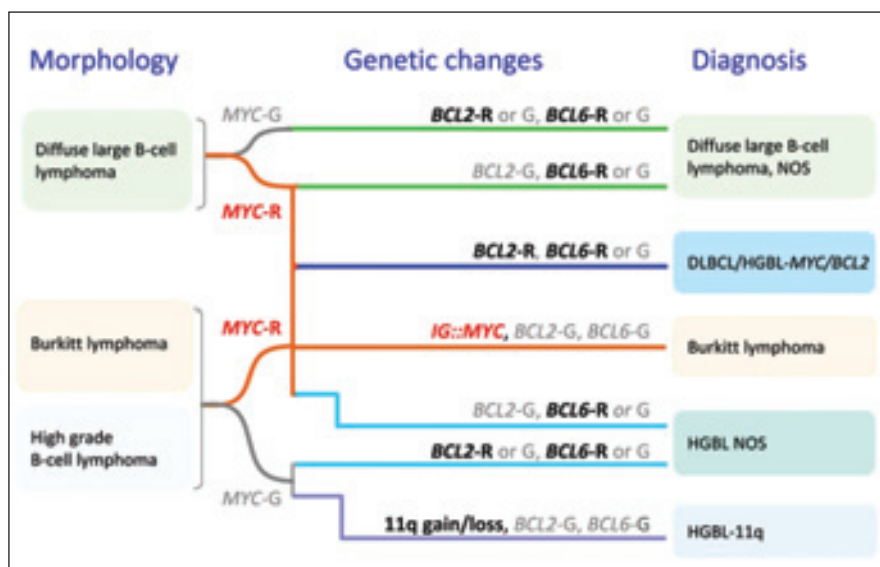 Morphology
Genetic changes
Diagnosis
MYC-G
BCL2-R or G, BCL6-R or G
Diffuse large B-cell
lymphoma
Diffuse large B-cell
lymphoma, NOS
BCL2-G, BCL6-R or G
MYC-R
BCL2-R, BCL6-R or G
DLBCL/HGBL-MYC/BCL2
Burkitt lymphoma
MYC-R
IG::MYC, BCL2-G, BCL6-G
Burkitt lymphoma
High grade
B-cell lymphoma
BCL2-G, BCL6-R or G
HGBL NOS
BCL2-R or G, BCL6-R or G
MYC-G
11q gain/loss, BCL2-G, BCL6-G
HGBL-11q